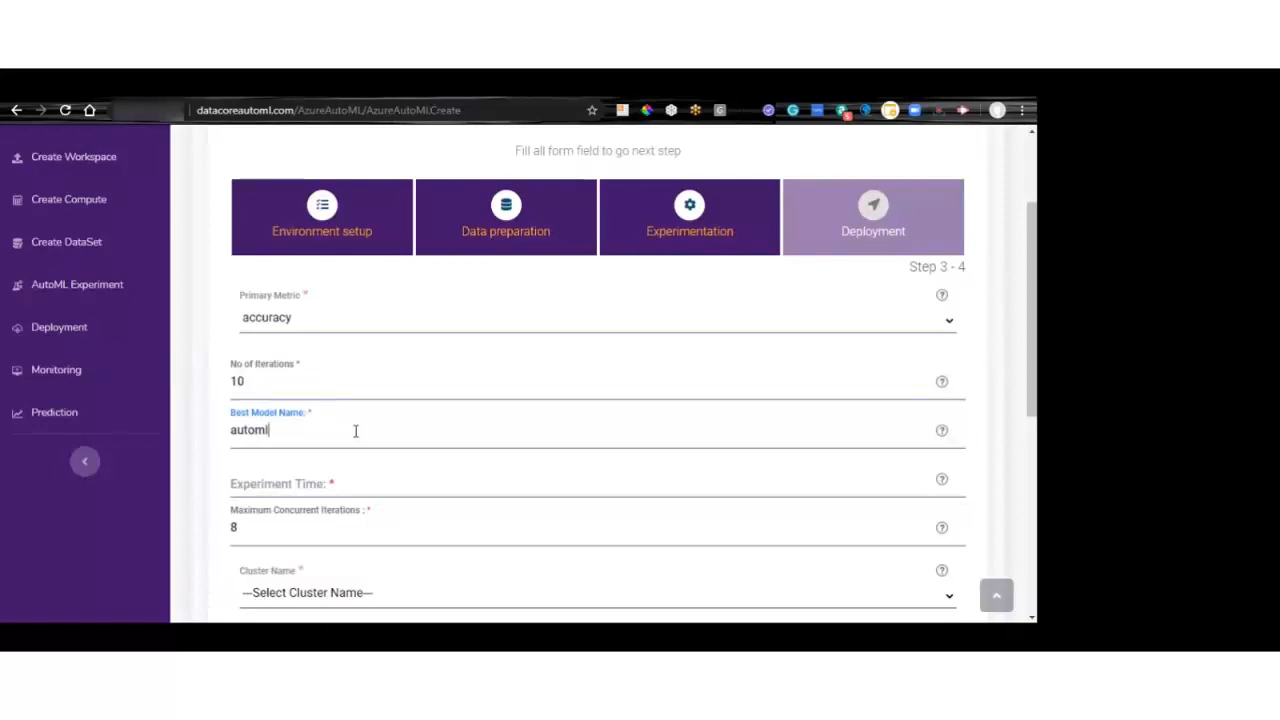 datacoreautoml.com/AzureAutoML/AzureAutoMlCreate
Create Workspace
Create Compute
Create DataSet
AutoML Experiment
Deployment
Monitoring
Prediction
Fill all form field to go next step
Environment setup
Data preparation
Experimentation
Deployment
Step 3 - 4
Primary Metric *
accuracy
No of Iterations *
10
Best Model Name: *
automl
Experiment Time: *
Maximum Concurrent Iterations : *
8
Cluster Name *
---Select Cluster Name---